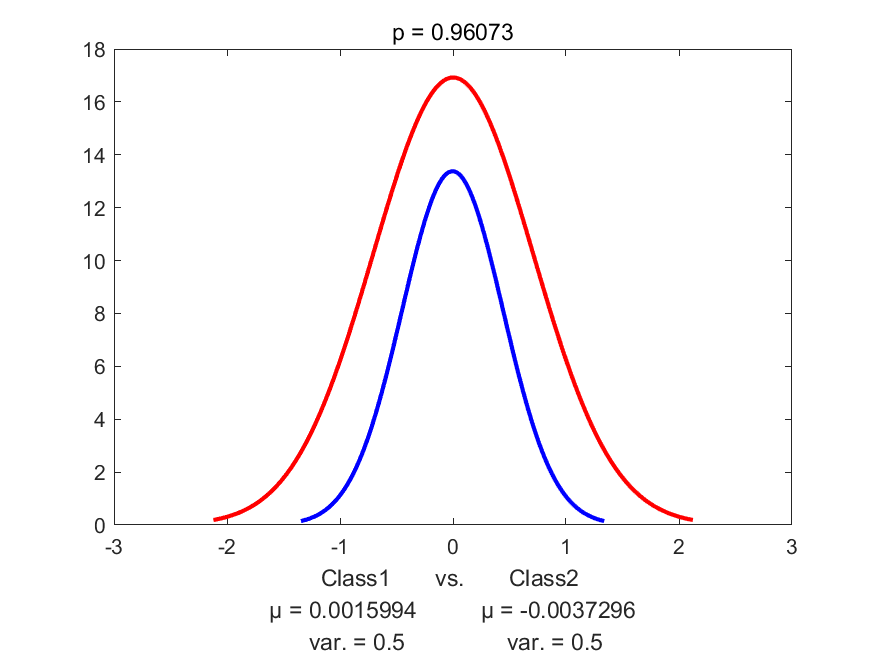 p = 0.96073
18
16
14
12
10
8
6
4
2
0
-3 -2 -1 0 1 2 3
Class1 vs. Class2
µ = 0.0015994 µ = -0.0037296
var. = 0.5 var. = 0.5